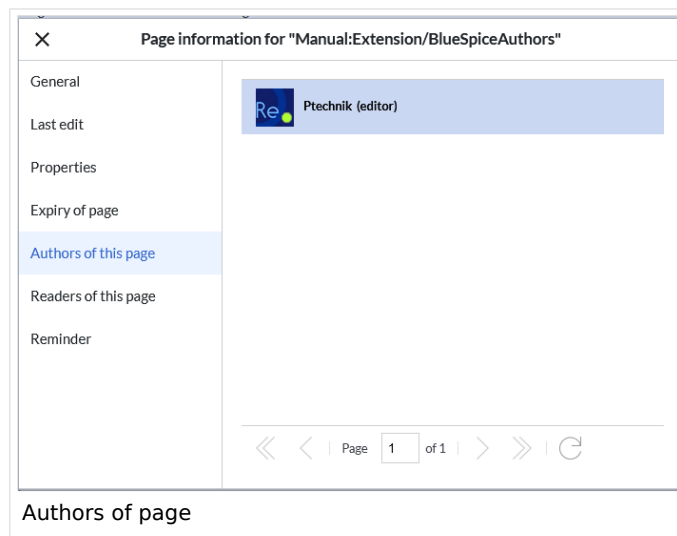 Page information for "Manual:Extension/BlueSpiceAuthors"
General
Last edit
Properties
Expiry of page
Authors of this page
Readers of this page
Reminder
Re
Ptechnik (editor)
Page 1 of 1
Authors of page